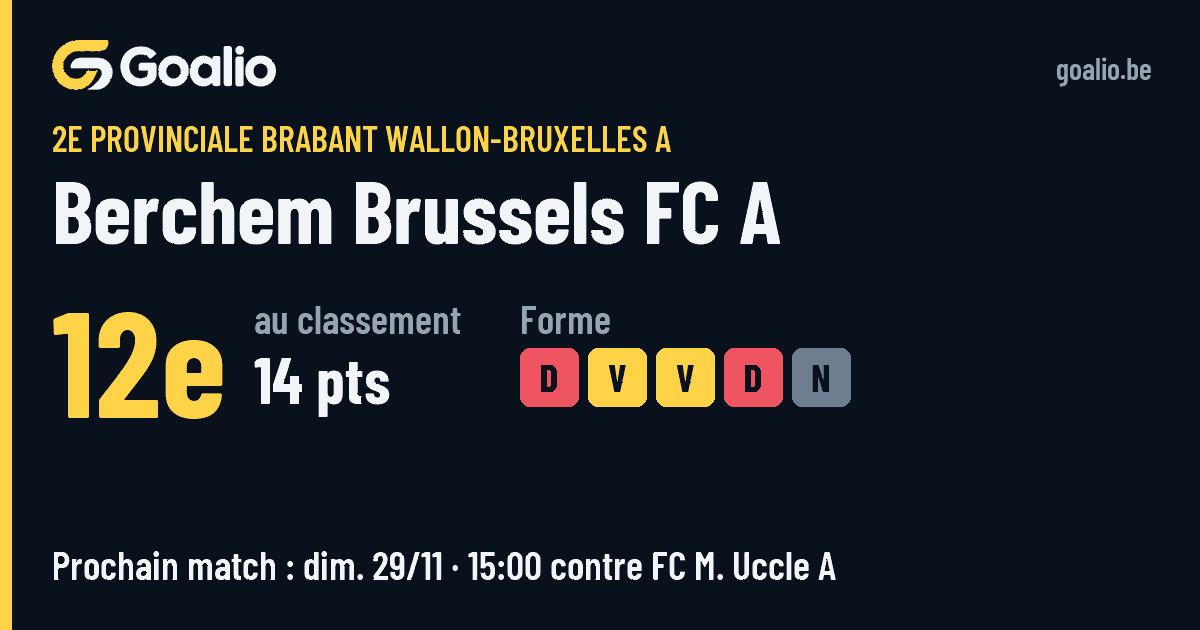 Goalio
goalio.be
2E PROVINCIALE BRABANT WALLON-BRUXELLES A
Berchem Brussels FC A
12e
au classement
14 pts
Forme
D V V D N
Prochain match : dim. 29/11 · 15:00 contre FC M. Uccle A